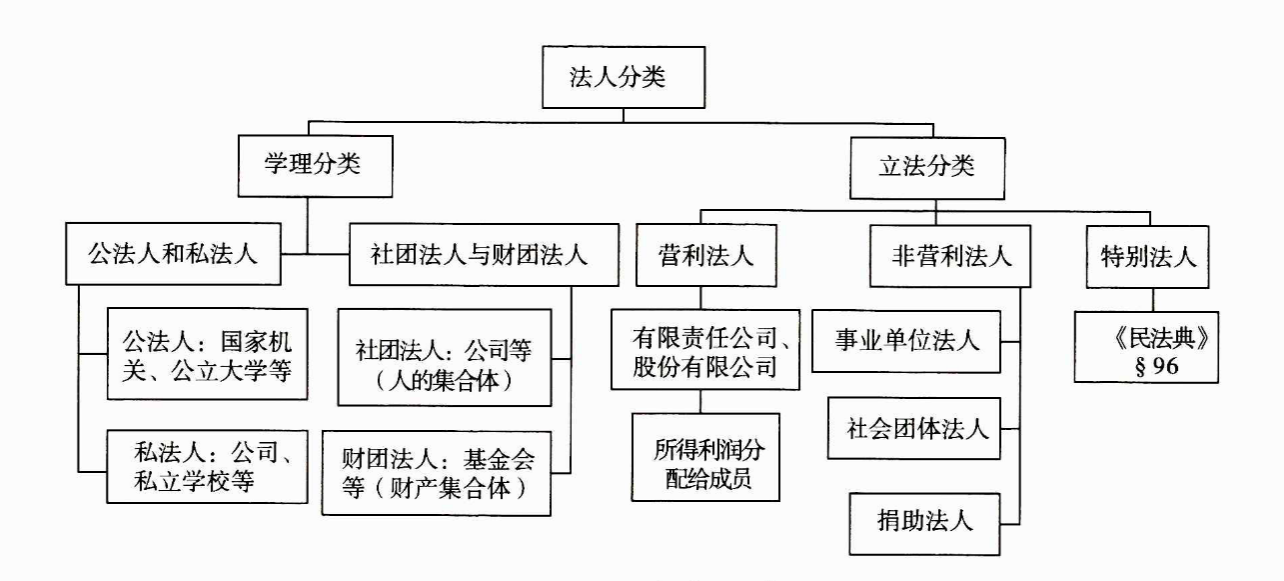 法人分类
学理分类
立法分类
公法人和私法人
社团法人与财团法人
营利法人
非营利法人
特别法人
公法人：国家机
关、公立大学等
私法人：公司、
私立学校等
社团法人：公司等
（人的集合体）
财团法人：基金会
等（财产集合体）
有限责任公司、
股份有限公司
所得利润分
配给成员
事业单位法人
社会团体法人
捐助法人
《民法典》
§ 96